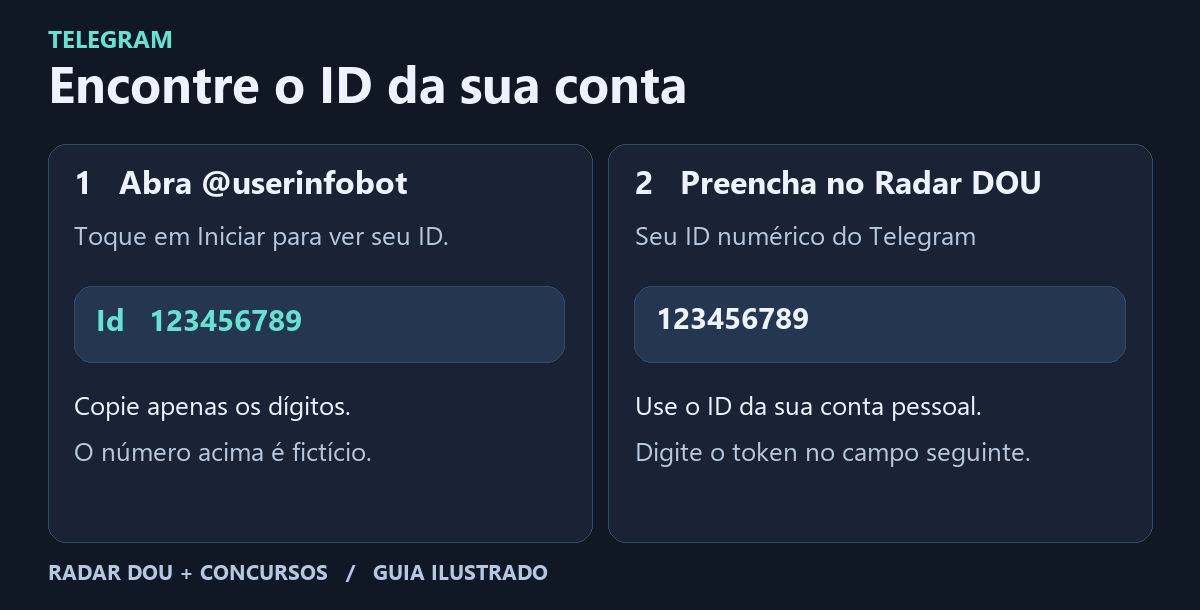 TELEGRAM
Encontre o ID da sua conta
1 Abra @userinfobot
Toque em Iniciar para ver seu ID.
Id 123456789
Copie apenas os dígitos.
O número acima é fictício.
2 Preencha no Radar DOU
Seu ID numérico do Telegram
123456789
Use o ID da sua conta pessoal.
Digite o token no campo seguinte.
RADAR DOU + CONCURSOS / GUIA ILUSTRADO